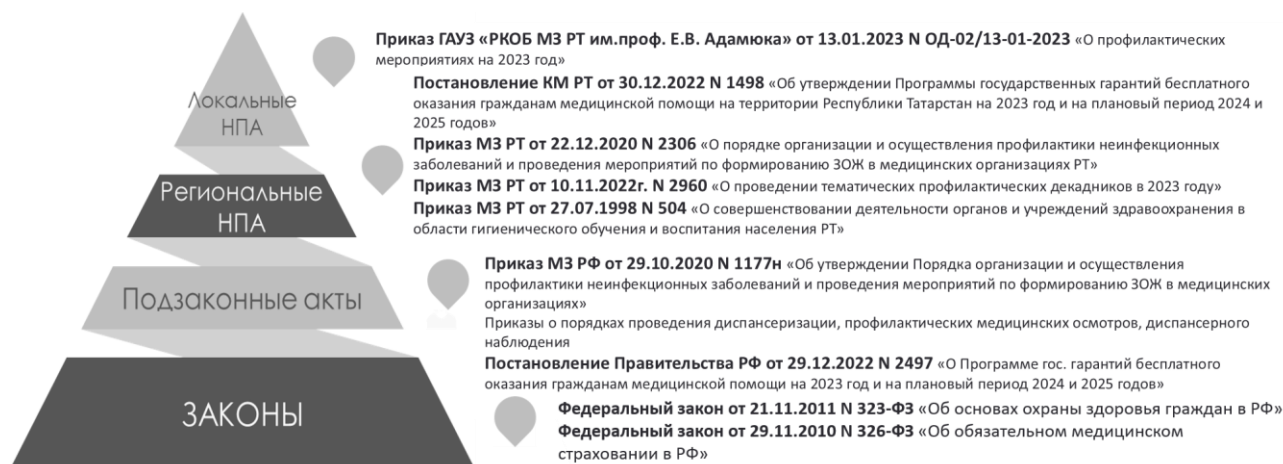 Приказ ГАУЗ «РКОБ МЗ РТ им.проф. Е.В. Адамюка» от 13.01.2023 N ОД-02/13-01-2023 «О профилактических
мероприятиях на 2023 год»
Постановление КМ РТ от 30.12.2022 N 1498 «Об утверждении Программы государственных гарантий бесплатного
оказания гражданам медицинской помощи на территории Республики Татарстан на 2023 год и на плановый период 2024 и
2025 годов»
Локальные
НПА
Приказ МЗ РТ от 22.12.2020 N 2306 «О порядке организации и осуществления профилактики неинфекционных
заболеваний и проведения мероприятий по формированию ЗОЖ в медицинских организациях РТ»
Приказ МЗ РТ от 10.11.2022г. N 2960 «О проведении тематических профилактических декадников в 2023 году»
Приказ МЗ РТ от 27.07.1998 N 504 «О совершенствовании деятельности органов и учреждений здравоохранения в
области гигиенического обучения и воспитания населения РТ»
Региональные
НПА
Приказ МЗ РФ от 29.10.2020 N 1177н «Об утверждении Порядка организации и осуществления
профилактики неинфекционных заболеваний и проведения мероприятий по формированию ЗОЖ в медицинских
организациях»
Приказы о порядках проведения диспансеризации, профилактических медицинских осмотров, диспансерного
наблюдения
Постановление Правительства РФ от 29.12.2022 N 2497 «О Программе гос. гарантий бесплатного
оказания гражданам медицинской помощи на 2023 год и на плановый период 2024 и 2025 годов»
Подзаконные акты
Федеральный закон от 21.11.2011 N 323-ФЗ «Об основах охраны здоровья граждан в РФ»
Федеральный закон от 29.11.2010 N 326-ФЗ «Об обязательном медицинском
страховании в РФ»
ЗАКОНЫ